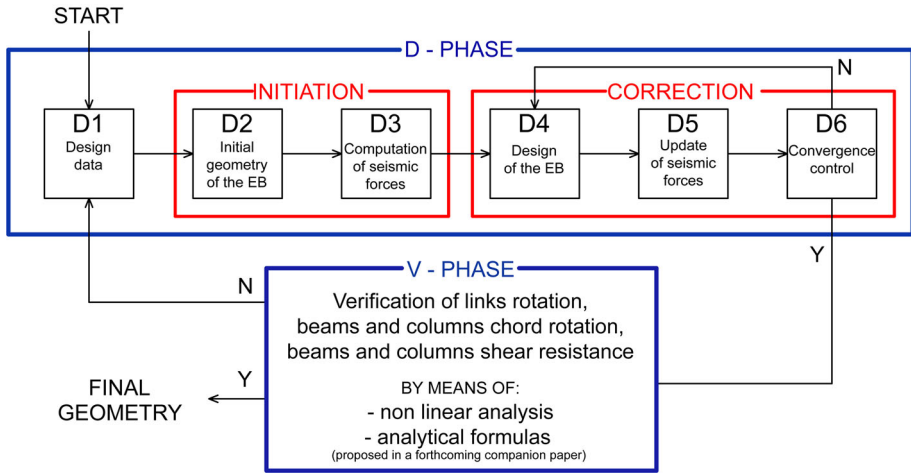 START
D - PHASE
INITIATION
CORRECTION
N
D1
Design
data
D2
Initial
geometry
of the EB
D3
Computation
of seismic
forces
D4
Design
of the EB
D5
Update
of seismic
forces
D6
Convergence
control
Y
V - PHASE
N
Verification of links rotation,
beams and columns chord rotation,
beams and columns shear resistance
Y
FINAL
GEOMETRY
BY MEANS OF:
- non linear analysis
- analytical formulas
(proposed in a forthcoming companion paper)